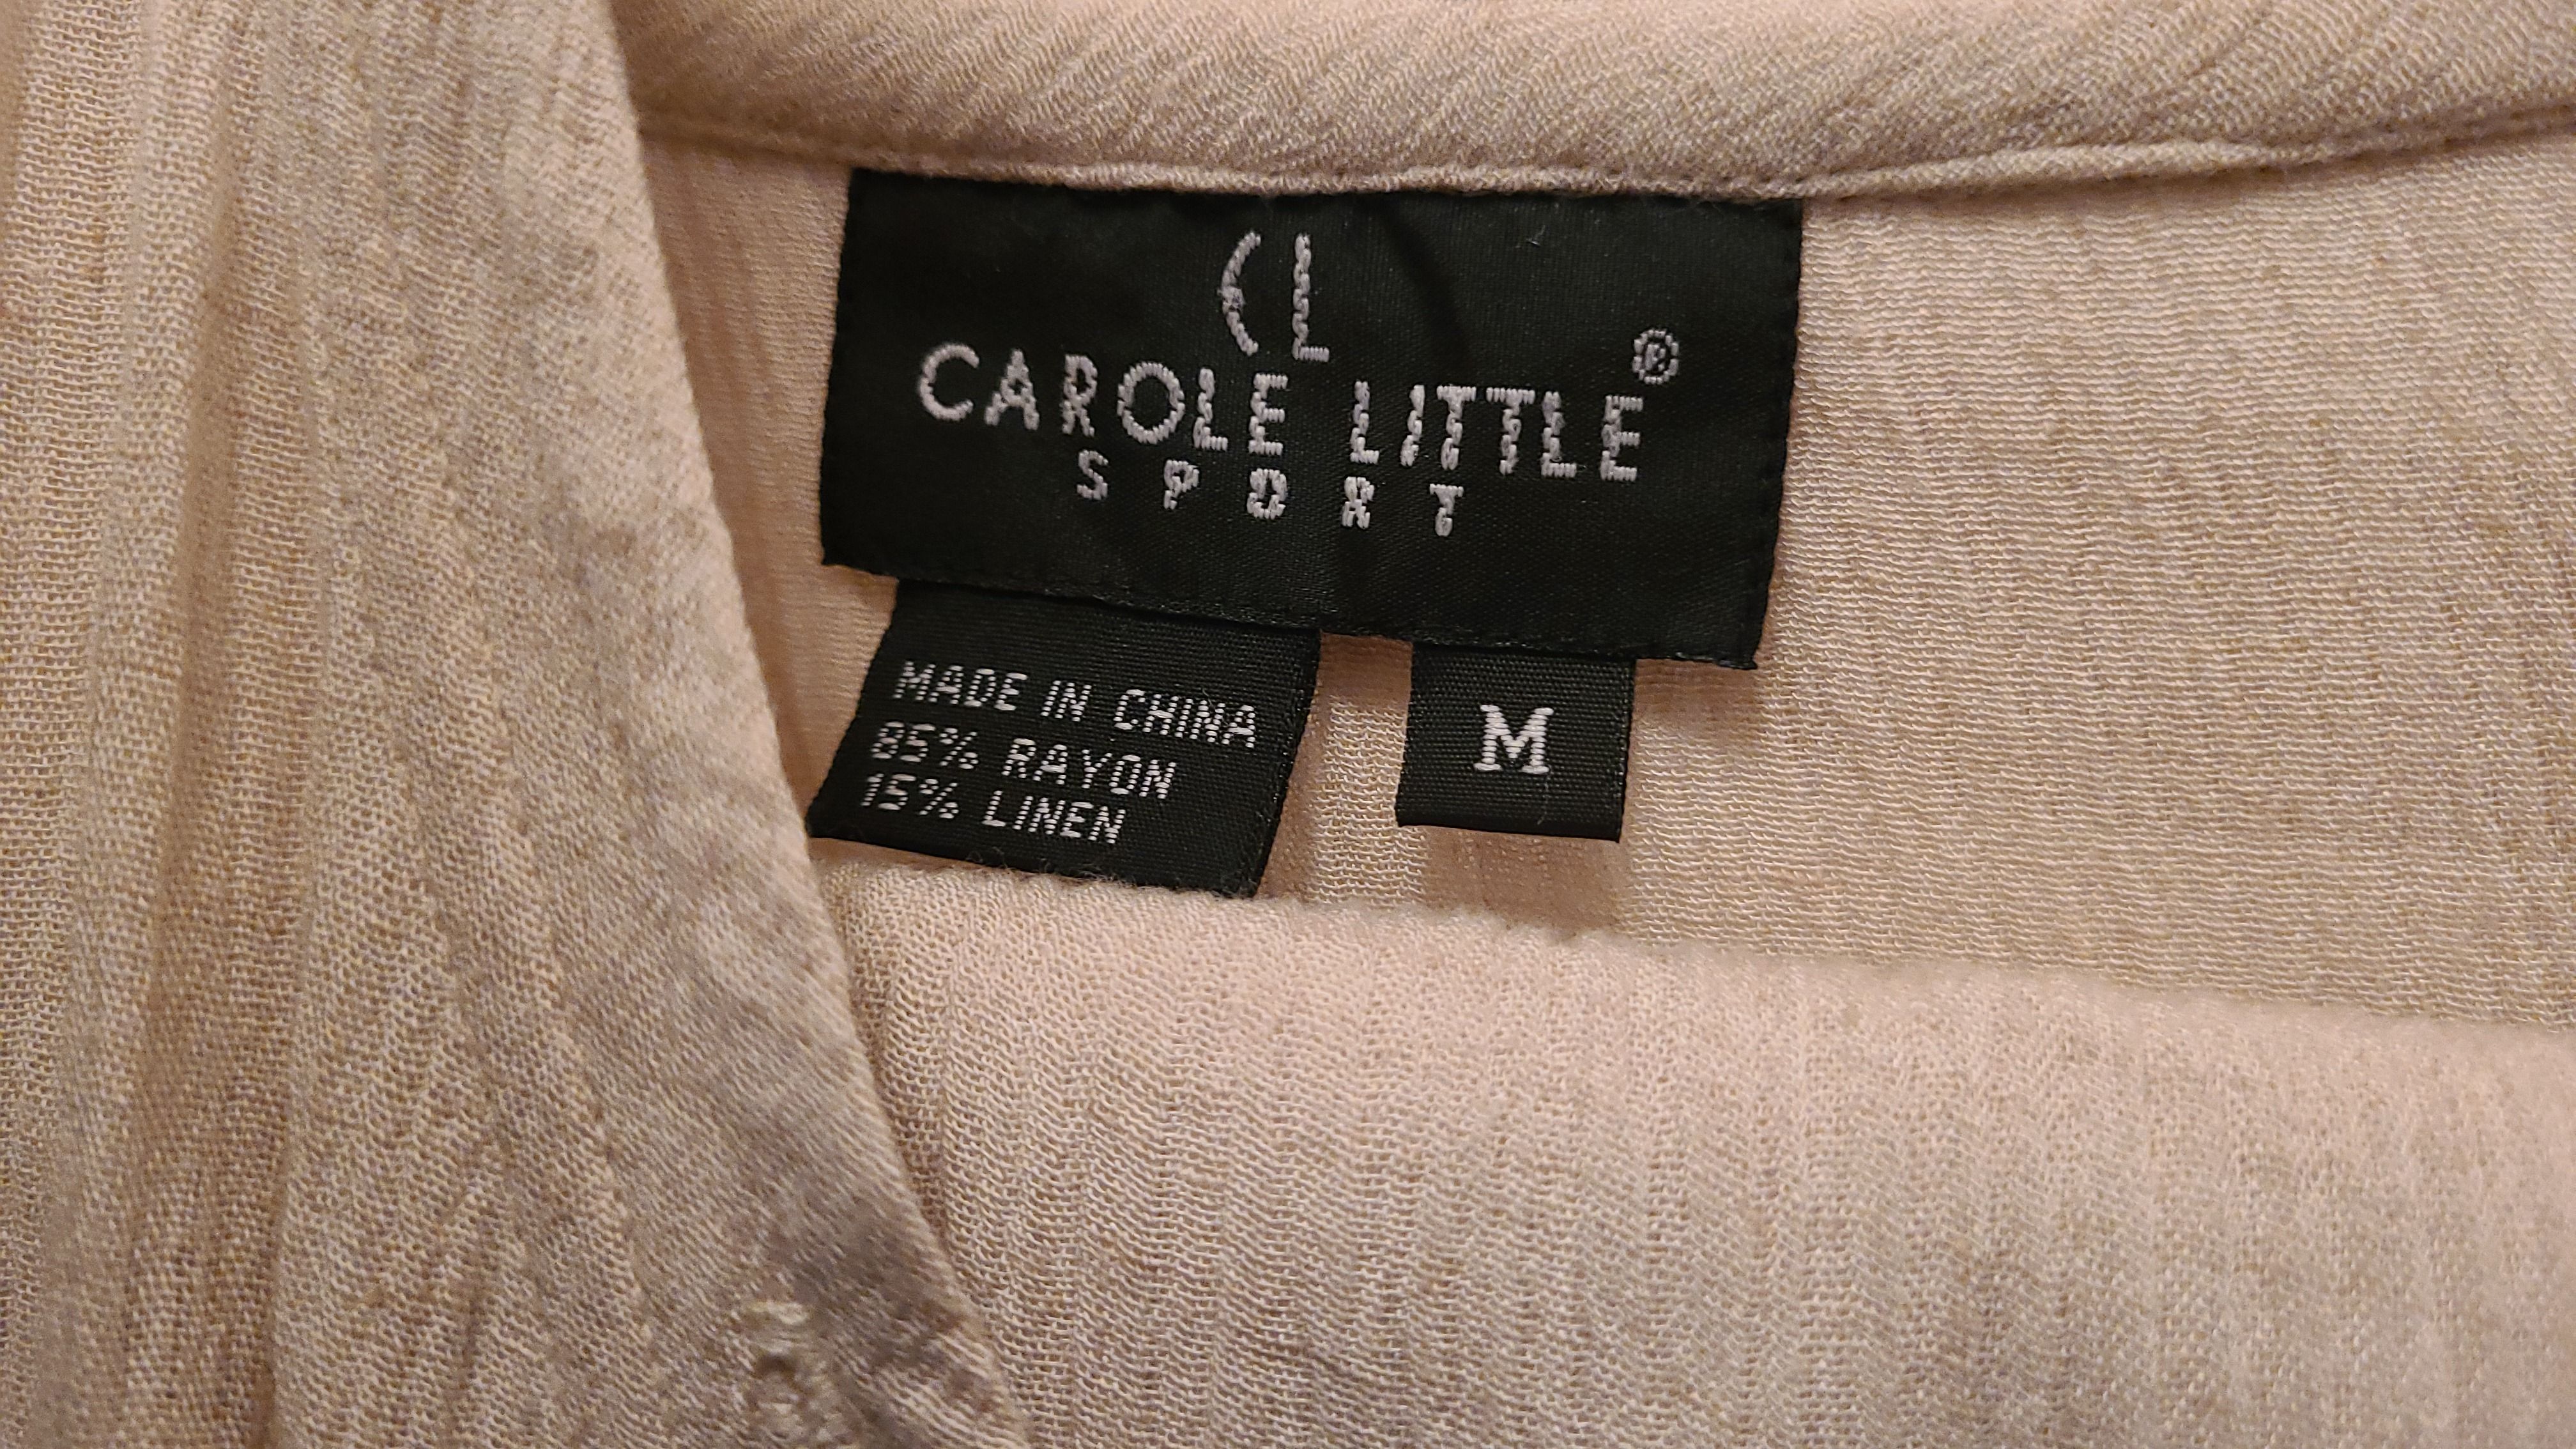 CL
CAROLE LITTLE®
SPORT
MADE IN CHINA
85% RAYON
15% LINEN
M